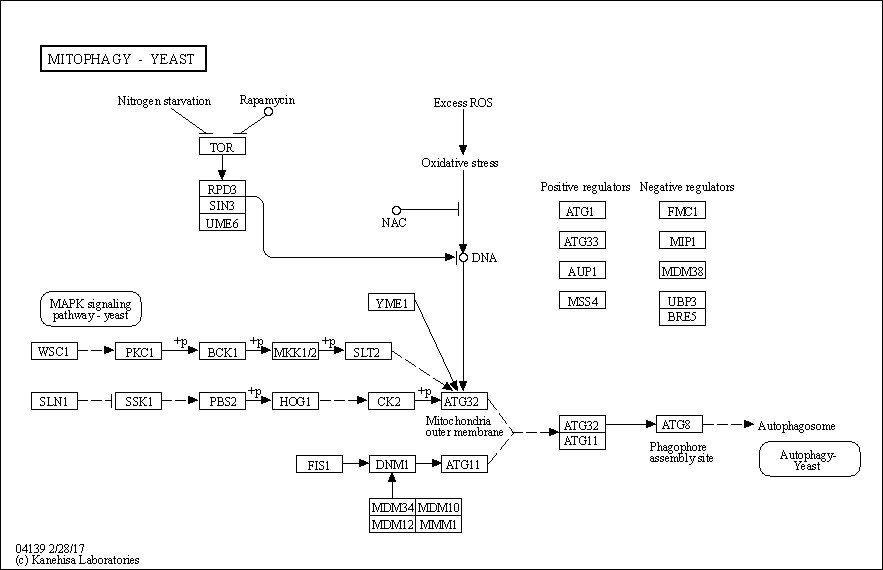 MITOPHAGY - YEAST
Nitrogen starvation
Rapamycin
Excess ROS
TOR
Oxidative stress
RPD3
SIN3
UME6
NAC
DNA
Positive regulators
Negative regulators
ATG1
FMC1
ATG33
MIP1
AUP1
MDM38
MSS4
UBP3
BRE5
MAPK signaling
pathway - yeast
YME1
WSC1
PKC1
+p
BCK1
+p
MKK1/2
+p
SLT2
SLN1
SSK1
PBS2
+p
HOG1
CK2
+p
ATG32
Mitochondria
outer membrane
ATG32
ATG11
ATG8
Autophagosome
Phagophore
assembly site
Autophagy-
Yeast
FIS1
DNM1
ATG11
MDM34
MDM10
MDM12
MMM1
04139 2/28/17
(c) Kanehisa Laboratories